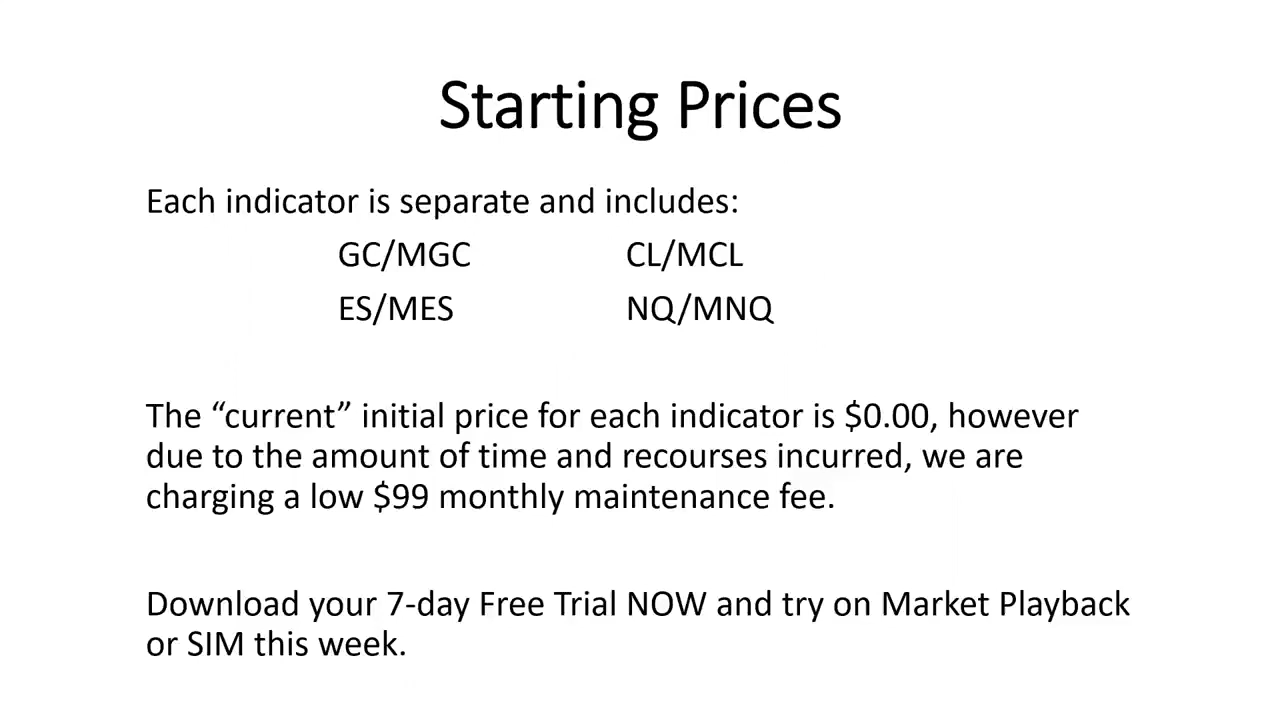 Starting Prices
Each indicator is separate and includes:
GC/MGC CL/MCL
ES/MES NQ/MNQ
The “current” initial price for each indicator is $0.00, however
due to the amount of time and recourses incurred, we are
charging a low $99 monthly maintenance fee.
Download your 7-day Free Trial NOW and try on Market Playback
or SIM this week.